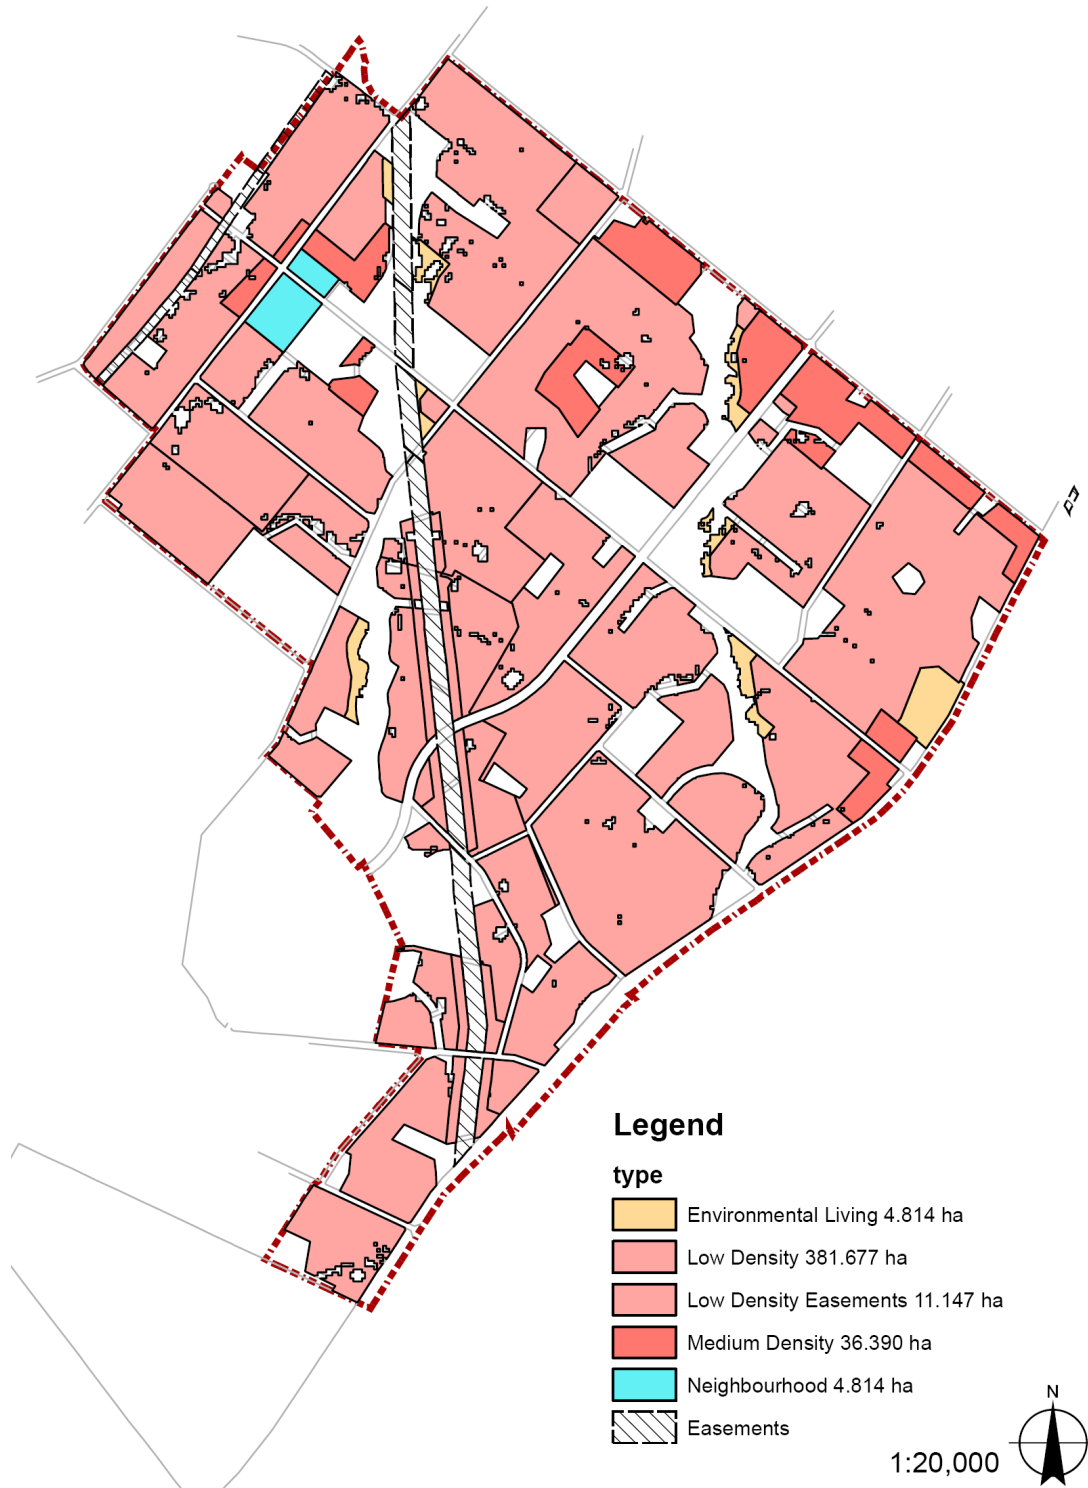 Legend
type
Environmental Living 4.814 ha
Low Density 381.677 ha
Low Density Easements 11.147 ha
Medium Density 36.390 ha
Neighbourhood 4.814 ha
Easements
N
1:20,000